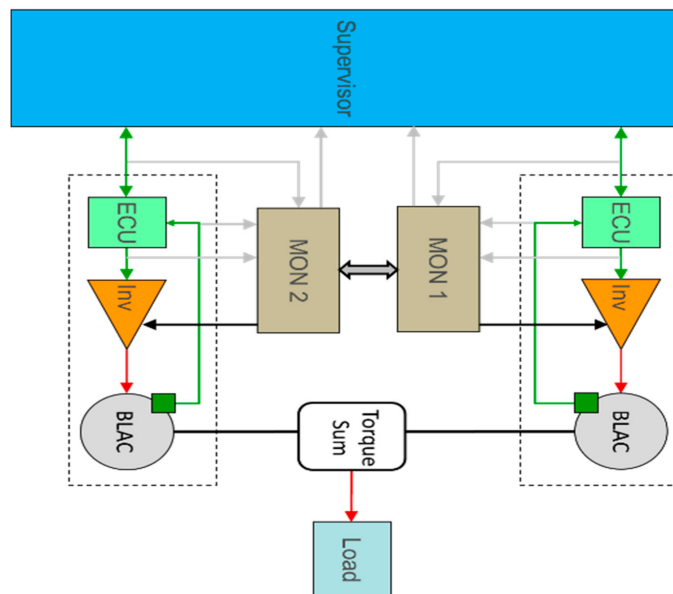 Supervisor
ECU
MON 2
MON 1
ECU
Inv
Inv
BLAC
Torque
Sum
BLAC
Load